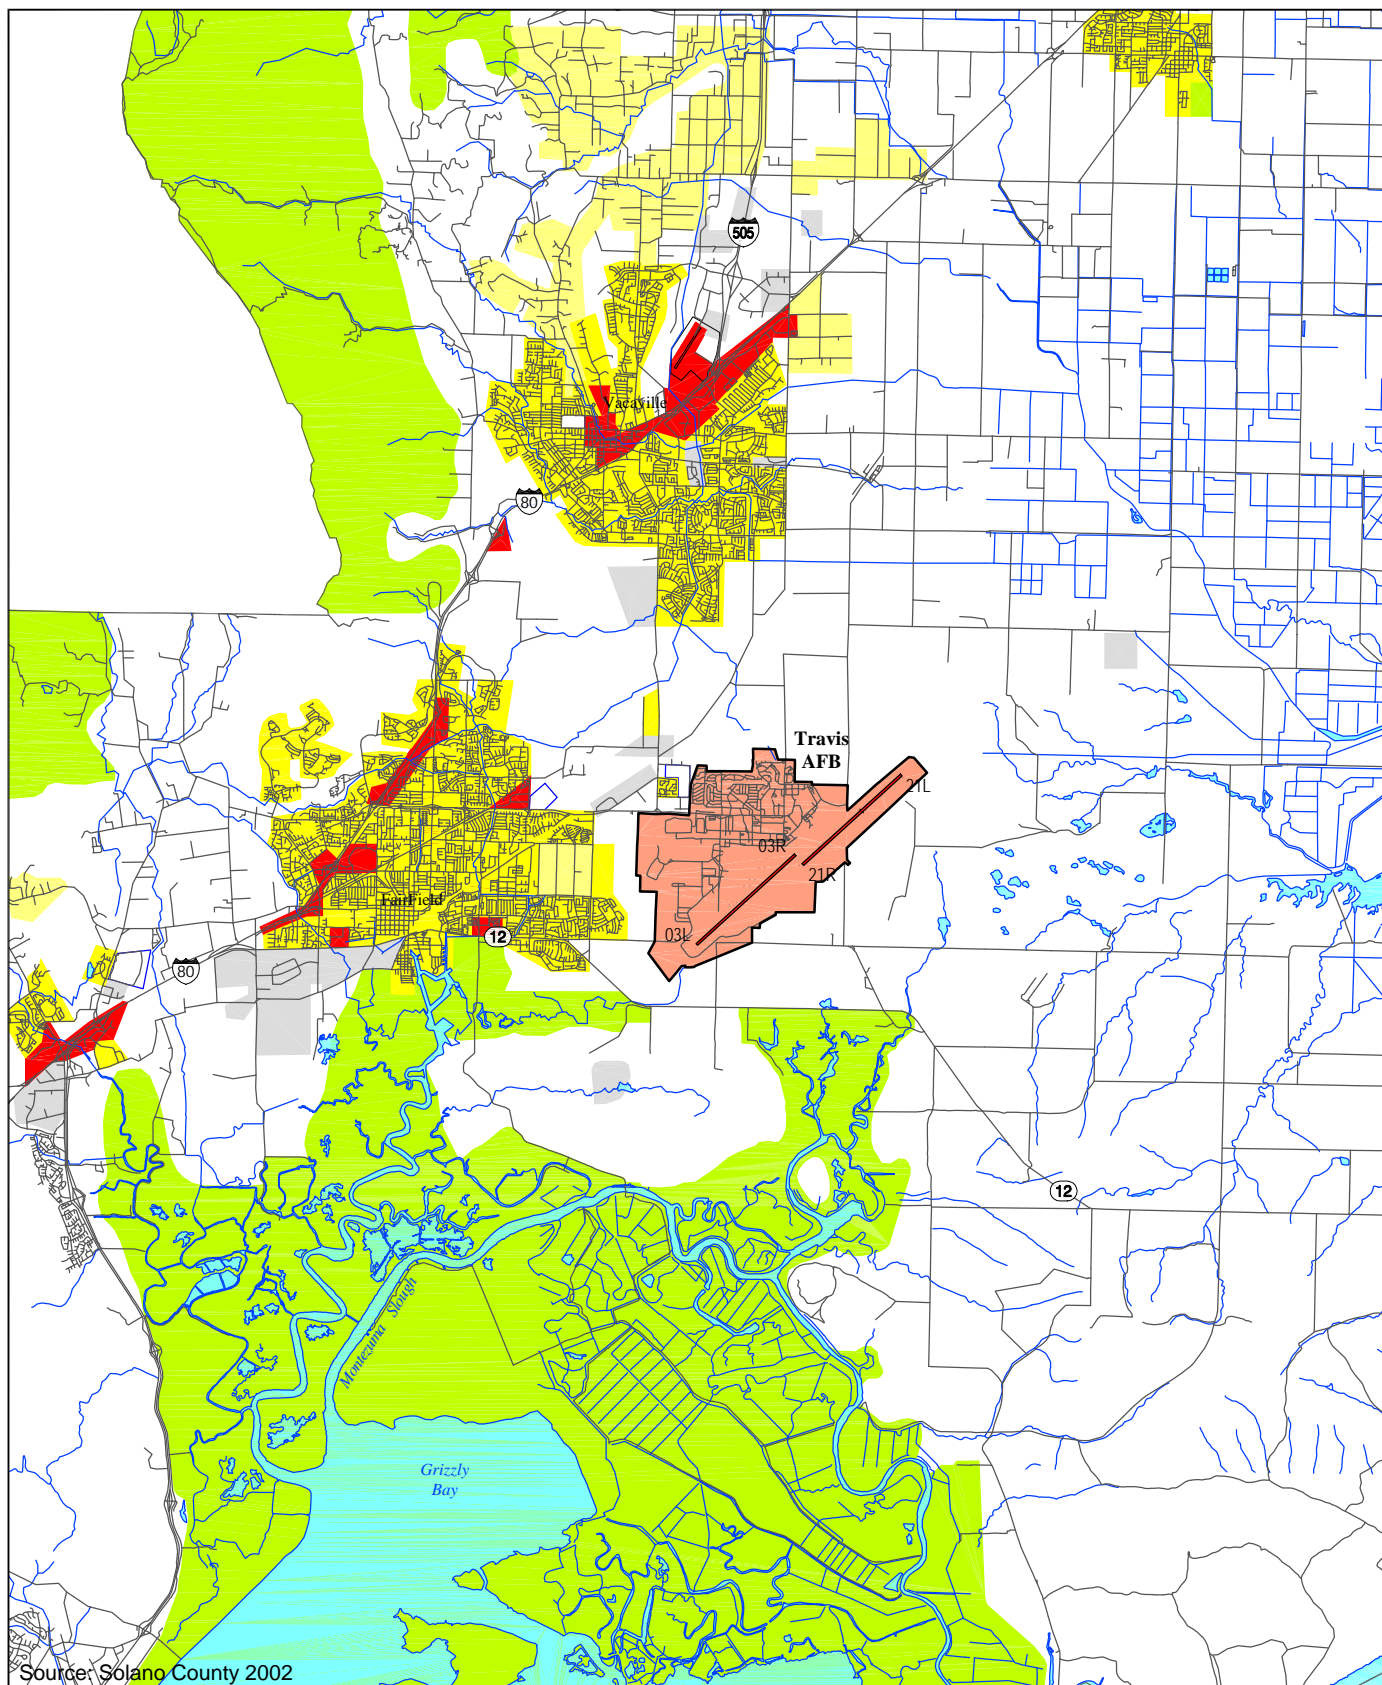 505
Vacaville
80
Travis
AFB
21L
03R
21R
FairField
03L
12
80
12
Montezuma Slough
Grizzly
Bay
Source: Solano County 2002